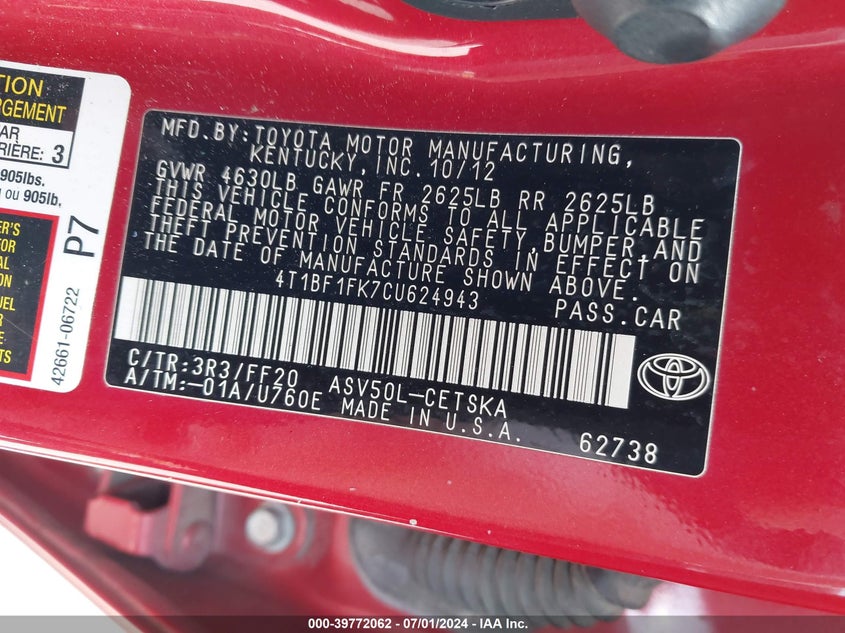 TION
RGEMENT
AR
RIÈRE: 3
905lbs.
ou 905lb,
P7
42661-06722
MFD.BY:TOYOTA MOTOR MANUFACTURING,
KENTUCKY, INC. 10/12
GVWR 4630LB GAWR FR 2625LB RR 2625LB
THIS VEHICLE CONFORMS TO ALL APPLICABLE
FEDERAL MOTOR VEHICLE SAFETY,BUMPER,AND
THEFT PREVENTION STANDARDS IN EFFECT ON
THE DATE OF MANUFACTURE SHOWN ABOVE.
4T1BF1FK7CU624943
PASS.CAR
C/TR:3R3/FF20 ASV50L-CETSKA
A/TM:-01A/U760E MADE IN U.S.A.
62738
TOYOTA
000-39772062 - 07/01/2024 - IAA Inc.